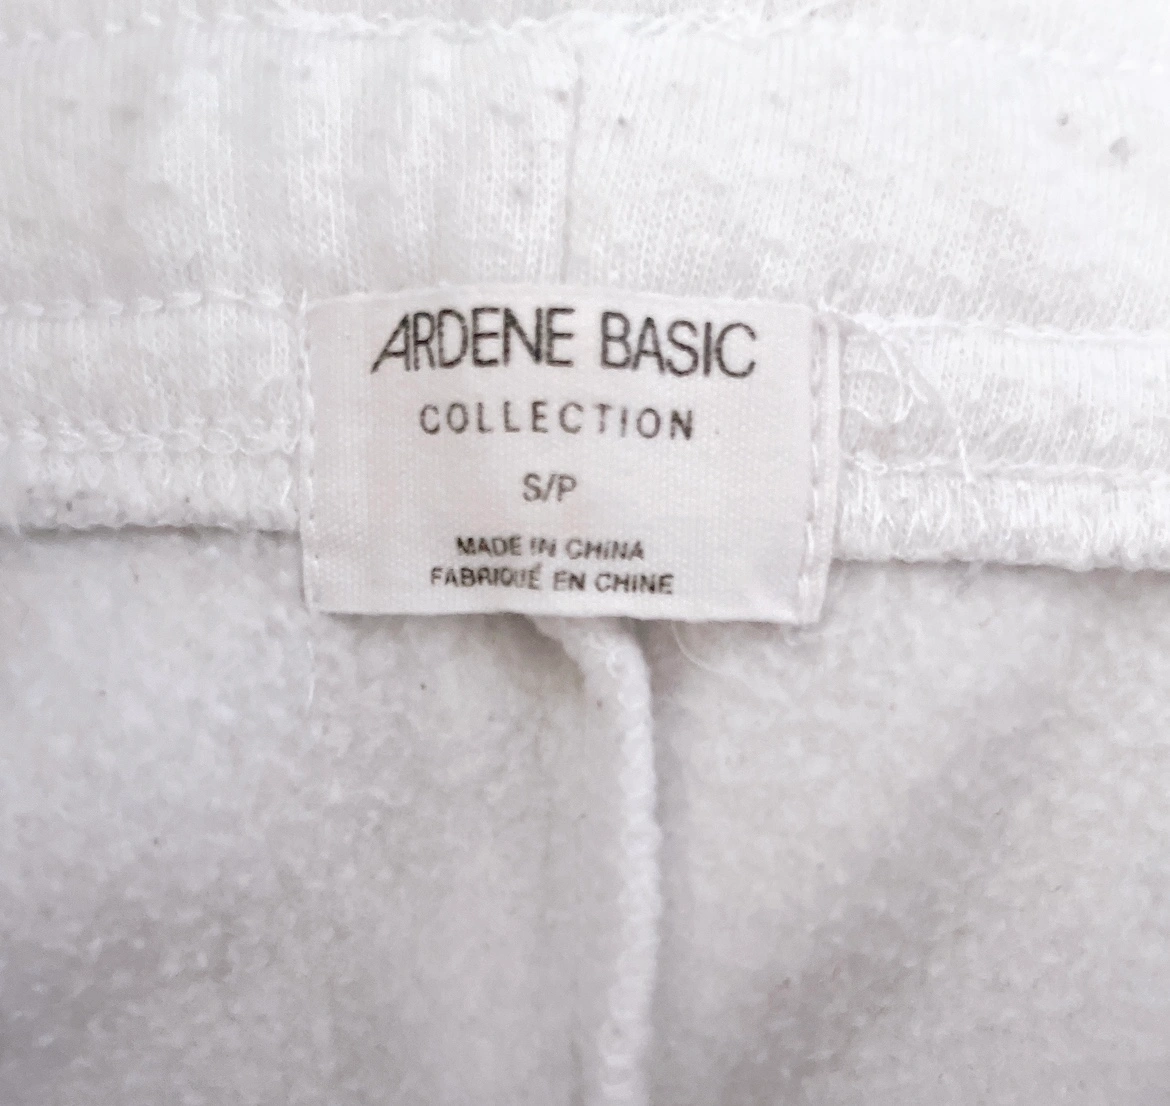 ARDENE BASIC
COLLECTION
S/P
MADE IN CHINA
FABRIQUÉ EN CHINE